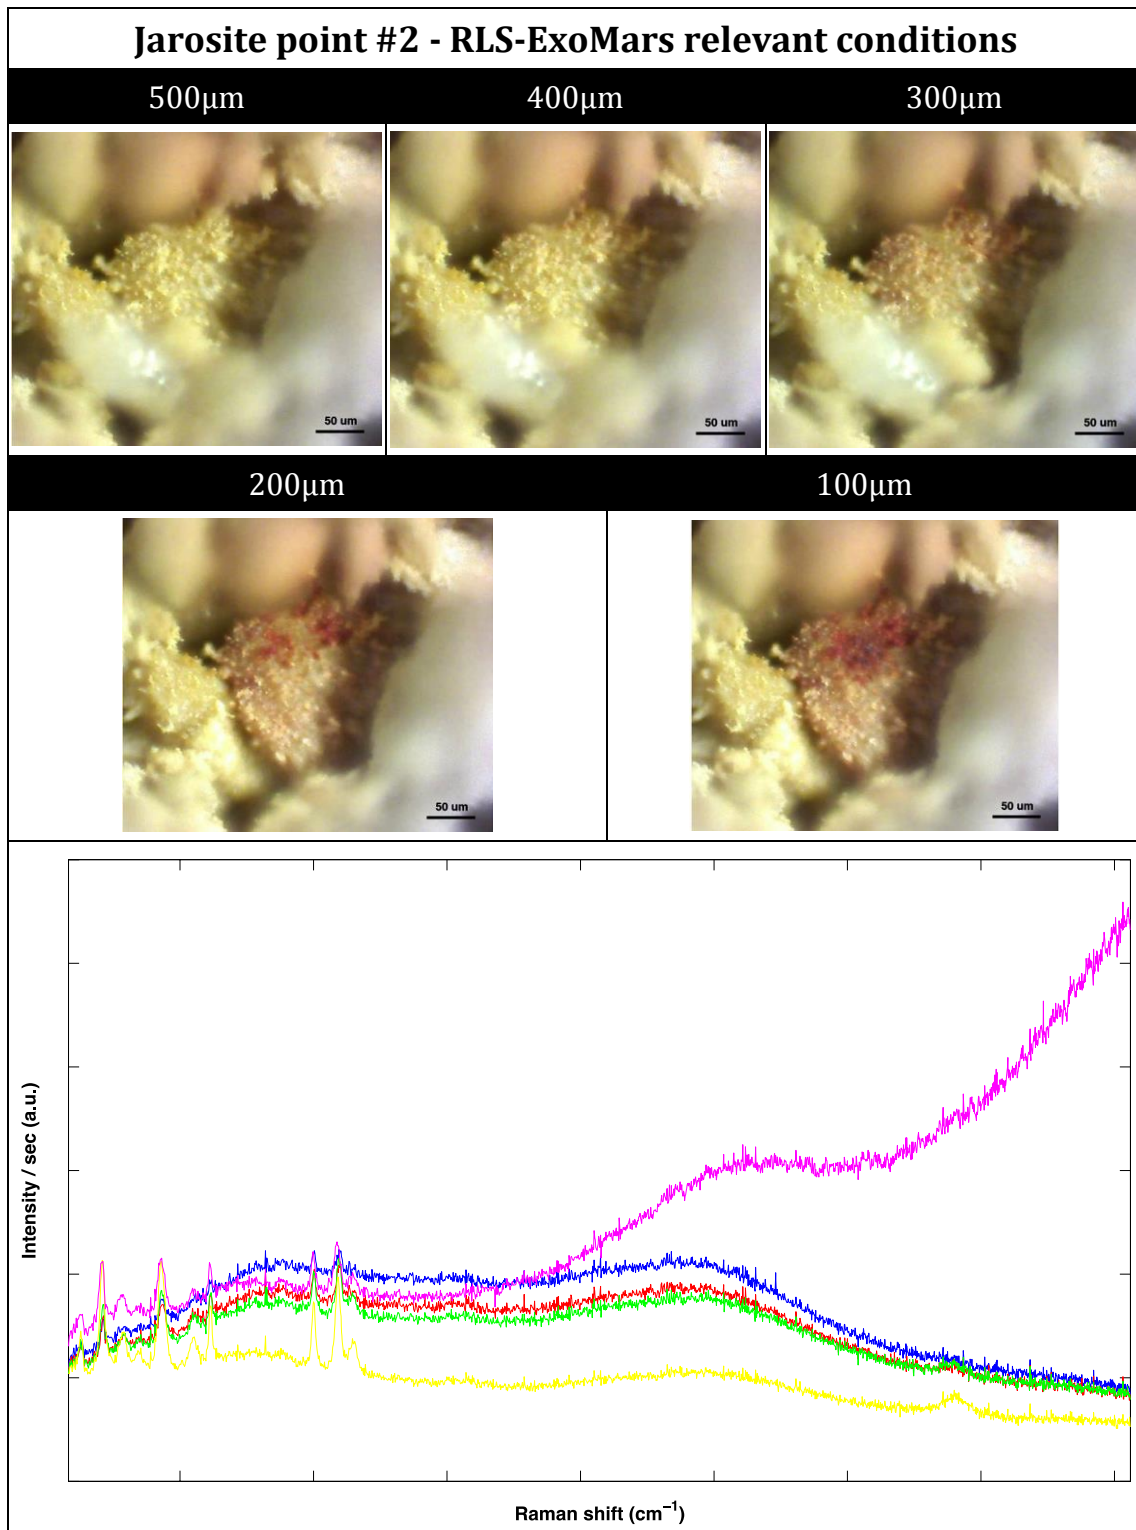 Jarosite point #2 - RLS-ExoMars relevant conditions
500µm 400µm 300µm
50 um 50 um 50 um
200µm 100µm
50 um 50 um
Intensity / sec (a.u.)
Raman shift (cm⁻¹)